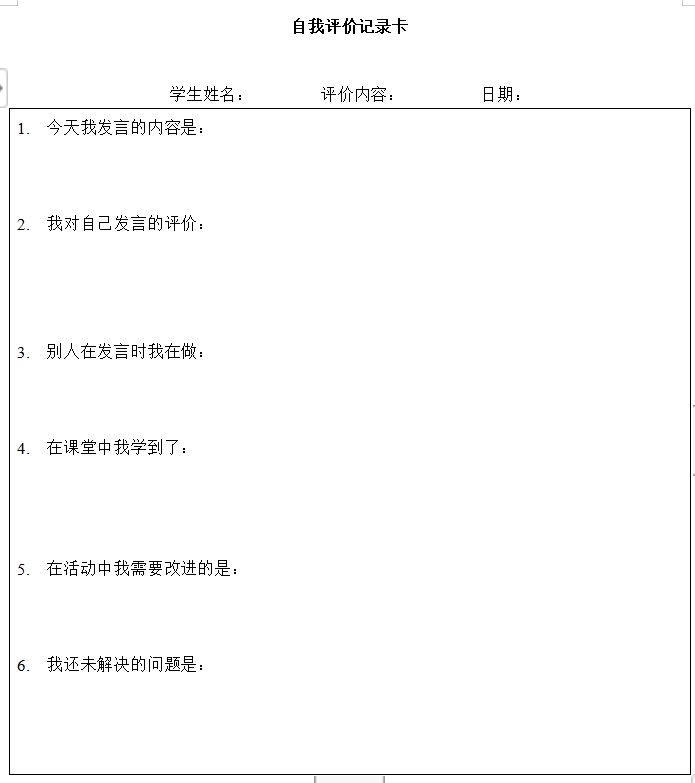 自我评价记录卡
学生姓名： 评价内容： 日期：
1. 今天我发言的内容是：
2. 我对自己发言的评价：
3. 别人在发言时我在做：
4. 在课堂中我学到了：
5. 在活动中我需要改进的是：
6. 我还未解决的问题是：